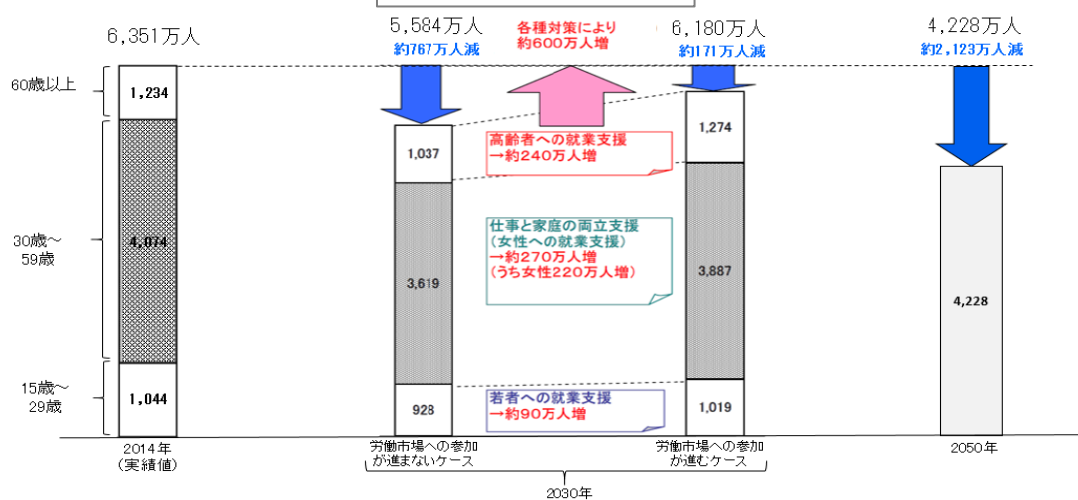 6,351万人
5,584万人
約767万人減
各種対策により
約600万人増
6,180万人
約171万人減
4,228万人
約2,123万人減
60歳以上
30歳～
59歳
15歳～
29歳
1,234
4,074
1,044
1,037
3,619
928
高齢者への就業支援
→約240万人増
仕事と家庭の両立支援
(女性への就業支援)
→約270万人増
(うち女性220万人増)
若者への就業支援
→約90万人増
1,274
3,887
1,019
4,228
2014年
(実績値)
労働市場への参加
が進まないケース
労働市場への参加
が進むケース
2030年
2050年